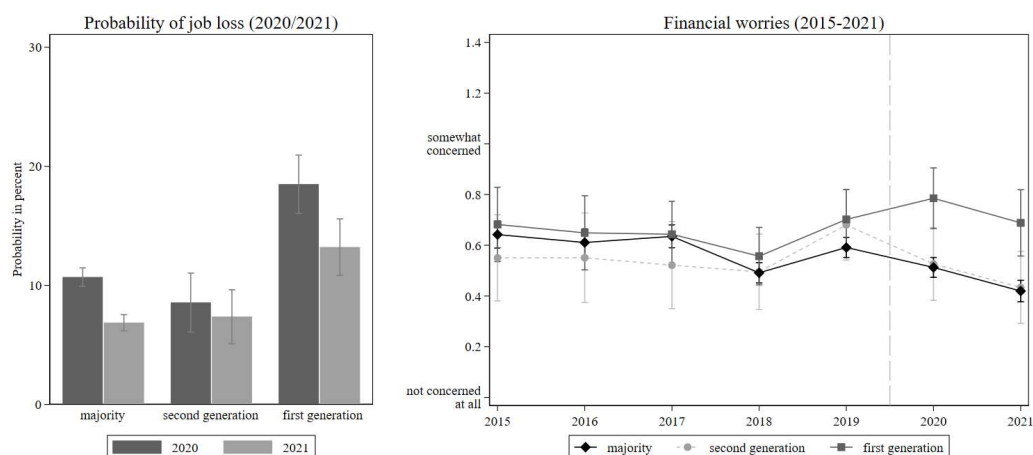 Probability of job loss (2020/2021)
Probability in percent
30
20
10
0
majority second generation first generation
2020 2021
Financial worries (2015-2021)
1.4
1.2
somewhat
concerned
0.8
0.6
0.4
0.2
not concerned
at all
2015 2016 2017 2018 2019 2020 2021
majority second generation first generation